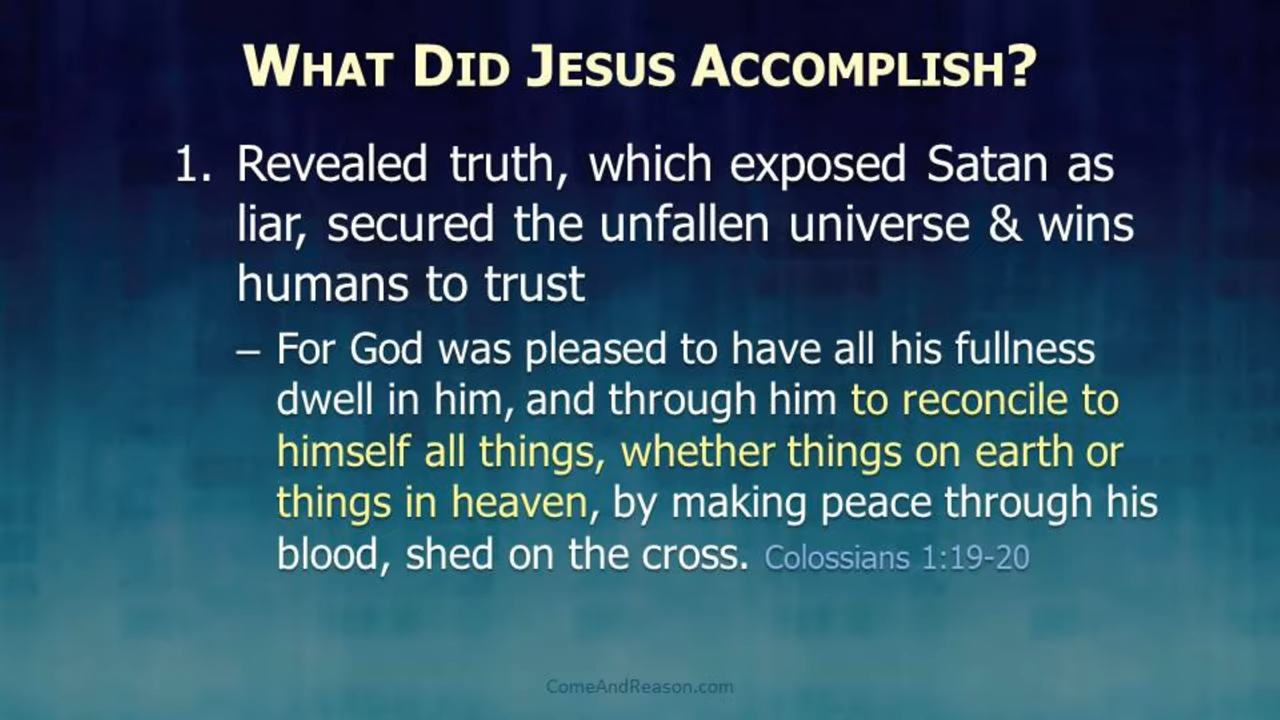 WHAT DID JESUS ACCOMPLISH?
1. Revealed truth, which exposed Satan as
liar, secured the unfallen universe & wins
humans to trust
– For God was pleased to have all his fullness
dwell in him, and through him to reconcile to
himself all things, whether things on earth or
things in heaven, by making peace through his
blood, shed on the cross. Colossians 1:19-20
ComeAndReason.com